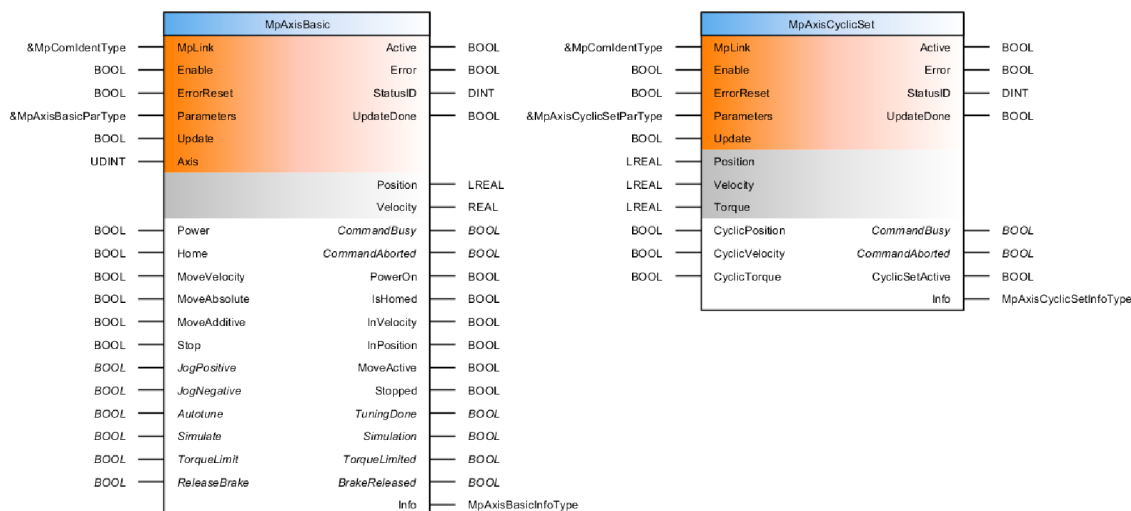 MpAxisBasic
&MpComIdentType MpLink Active BOOL
BOOL Enable Error BOOL
BOOL ErrorReset StatusID DINT
&MpAxisBasicParType Parameters UpdateDone BOOL
BOOL Update
UDINT Axis
Position LREAL
Velocity REAL
BOOL Power CommandBusy BOOL
BOOL Home CommandAborted BOOL
BOOL MoveVelocity PowerOn BOOL
BOOL MoveAbsolute IsHomed BOOL
BOOL MoveAdditive InVelocity BOOL
BOOL Stop InPosition BOOL
BOOL JogPositive MoveActive BOOL
BOOL JogNegative Stopped BOOL
BOOL Autotune TuningDone BOOL
BOOL Simulate Simulation BOOL
BOOL TorqueLimit TorqueLimited BOOL
BOOL ReleaseBrake BrakeReleased BOOL
Info MpAxisBasicInfoType
MpAxisCyclicSet
&MpComIdentType MpLink Active BOOL
BOOL Enable Error BOOL
BOOL ErrorReset StatusID DINT
&MpAxisCyclicSetParType Parameters UpdateDone BOOL
BOOL Update
LREAL Position
LREAL Velocity
LREAL Torque
BOOL CyclicPosition CommandBusy BOOL
BOOL CyclicVelocity CommandAborted BOOL
BOOL CyclicTorque CyclicSetActive BOOL
Info MpAxisCyclicSetInfoType